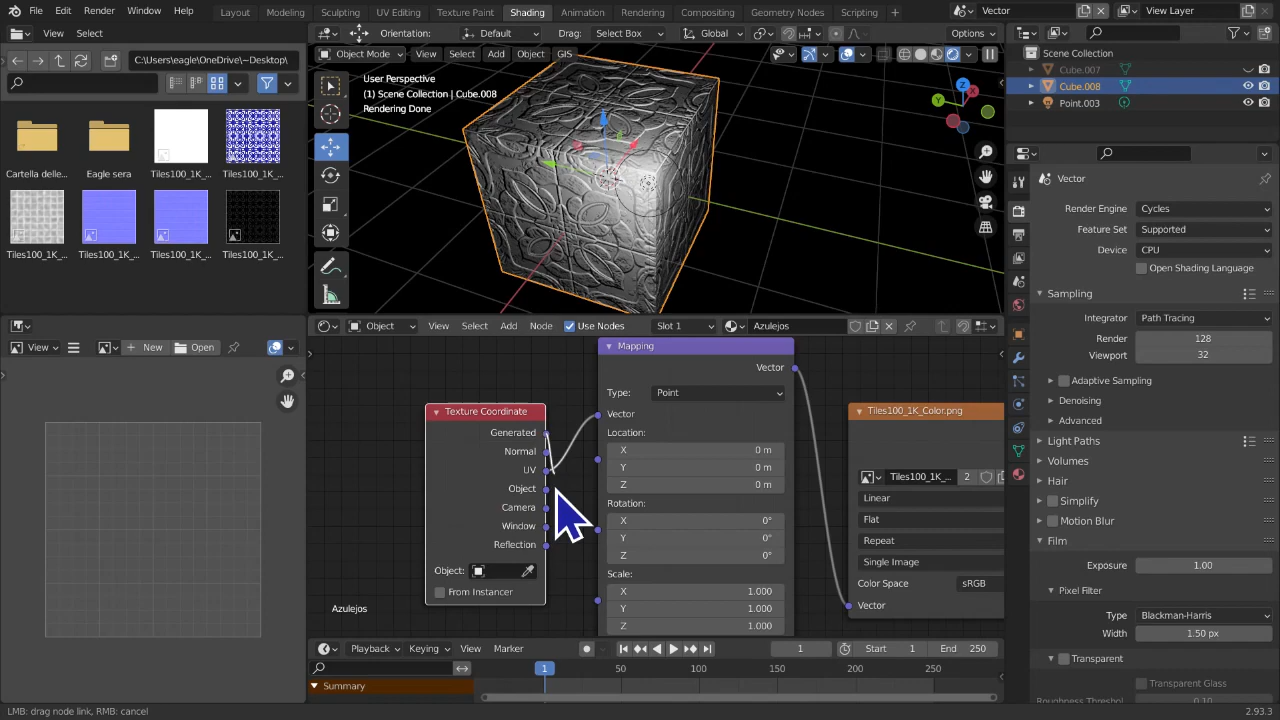 File Edit Render Window Help Layout Modeling Sculpting UV Editing Texture Paint Shading Animation Rendering Compositing Geometry Nodes Scripting + Vector View Layer
View Select
Orientation: Default Drag: Select Box Global Options
C:\Users\eagle\OneDrive\~Desktop\
Object Mode View Select Add Object GIS
User Perspective
(1) Scene Collection | Cube.008
Rendering Done
Cartella delle... Eagle sera Tiles100_1K_... Tiles100_1K_...
Tiles100_1K_... Tiles100_1K_... Tiles100_1K_... Tiles100_1K_...
Z
X
Y
Scene Collection
Cube.007
Cube.008
Point.003
Vector
Render Engine Cycles
Feature Set Supported
Device CPU
Open Shading Language
Sampling
Integrator Path Tracing
Render 128
Viewport 32
Adaptive Sampling
Denoising
Advanced
Light Paths
Volumes
Hair
Simplify
Motion Blur
Film
Exposure 1.00
Pixel Filter
Type Blackman-Harris
Width 1.50 px
Transparent
Transparent Glass
View New Open
Object View Select Add Node Use Nodes Slot 1 Azulejos
Texture Coordinate
Generated
Normal
UV
Object
Camera
Window
Reflection
Object:
From Instancer
Azulejos
Mapping
Vector
Type: Point
Vector
Location:
X 0 m
Y 0 m
Z 0 m
Rotation:
X 0°
Y 0°
Z 0°
Scale:
X 1.000
Y 1.000
Z 1.000
Tiles100_1K_Color.png
Tiles100_1K_... 2
Linear
Flat
Repeat
Single Image
Color Space sRGB
Vector
Playback Keying View Marker 1 Start 1 End 250
1 50 100 150 200 250
Summary
LMB: drag node link, RMB: cancel 2.93.3